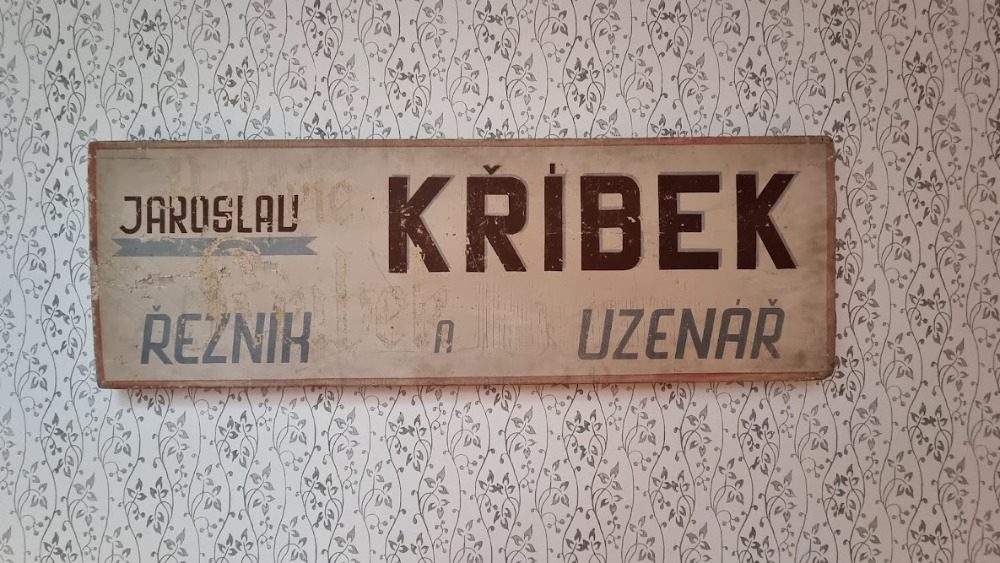 JAROSLAV KŘÍBEK
ŘEZNÍK A UZENÁŘ